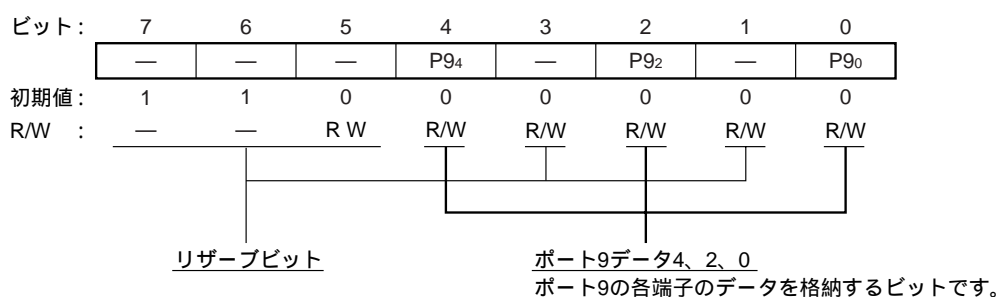 ビット: 7 6 5 4 3 2 1 0
— — — P94 — P92 — P90
初期値: 1 1 0 0 0 0 0 0
R/W : — — R W R/W R/W R/W R/W R/W
リザーブビット ポート9データ4、2、0
ポート9の各端子のデータを格納するビットです。